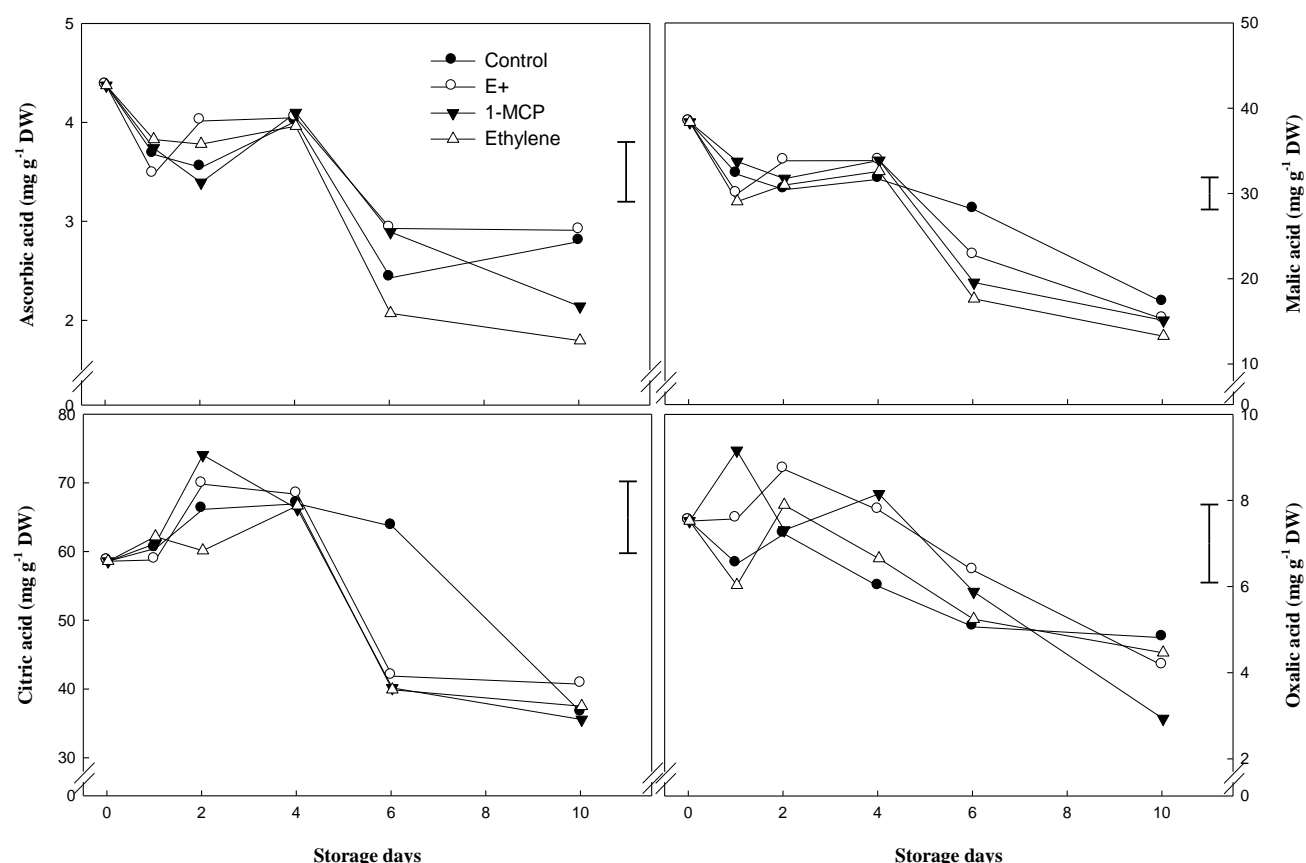 5
4
3
2
0
Ascorbic acid (mg g-1 DW)
Control
E+
1-MCP
Ethylene
50
40
30
20
10
0
Malic acid (mg g-1 DW)
80
70
60
50
40
30
0
Citric acid (mg g-1 DW)
0 2 4 6 8 10
Storage days
10
8
6
4
2
0
Oxalic acid (mg g-1 DW)
0 2 4 6 8 10
Storage days